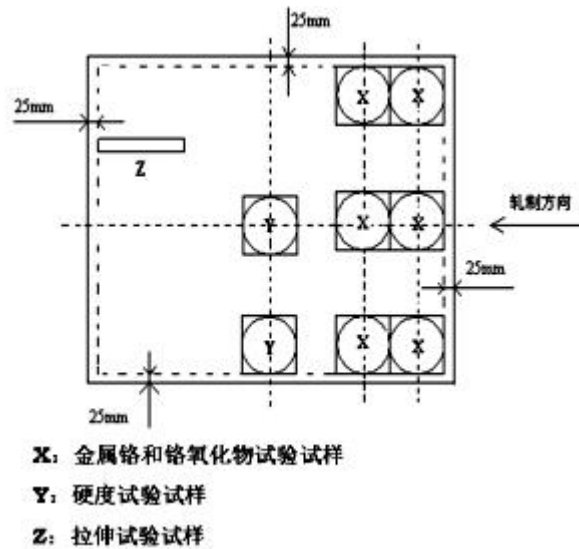 25mm
X X
25mm
Z
轧制方向
Y X X
25mm
Y X X
25mm
X：金属铬和铬氧化物试验试样
Y：硬度试验试样
Z：拉伸试验试样